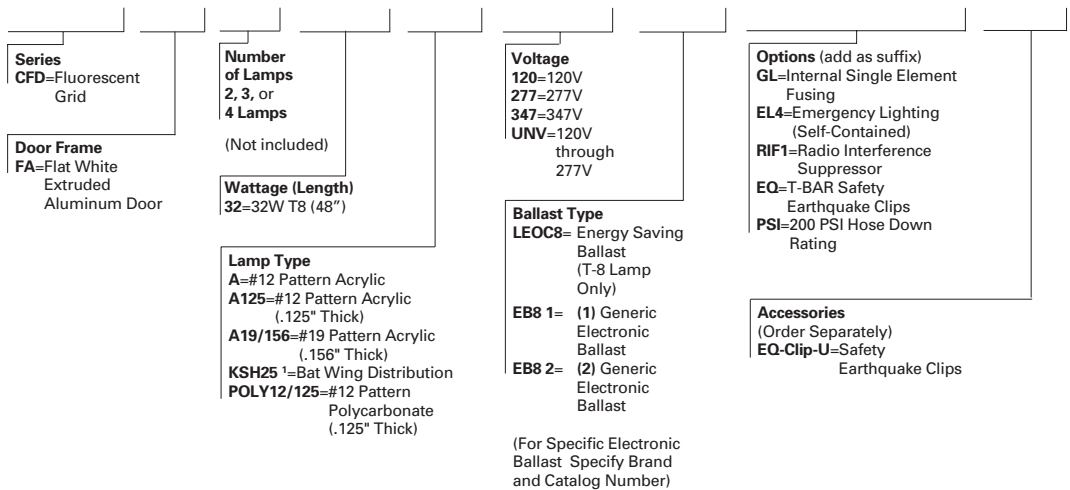 Series
CFD=Fluorescent
Grid
Door Frame
FA=Flat White
Extruded
Aluminum Door
Number
of Lamps
2, 3, or
4 Lamps
(Not included)
Wattage (Length)
32=32W T8 (48″)
Lamp Type
A=#12 Pattern Acrylic
A125=#12 Pattern Acrylic
(.125" Thick)
A19/156=#19 Pattern Acrylic
(.156" Thick)
KSH25 ¹=Bat Wing Distribution
POLY12/125=#12 Pattern
Polycarbonate
(.125" Thick)
Voltage
120=120V
277=277V
347=347V
UNV=120V
through
277V
Ballast Type
LEOC8= Energy Saving
Ballast
(T-8 Lamp
Only)
EB8 1= (1) Generic
Electronic
Ballast
EB8 2= (2) Generic
Electronic
Ballast
(For Specific Electronic
Ballast Specify Brand
and Catalog Number)
Options (add as suffix)
GL=Internal Single Element
Fusing
EL4=Emergency Lighting
(Self-Contained)
RIF1=Radio Interference
Suppressor
EQ=T-BAR Safety
Earthquake Clips
PSI=200 PSI Hose Down
Rating
Accessories
(Order Separately)
EQ-Clip-U=Safety
Earthquake Clips